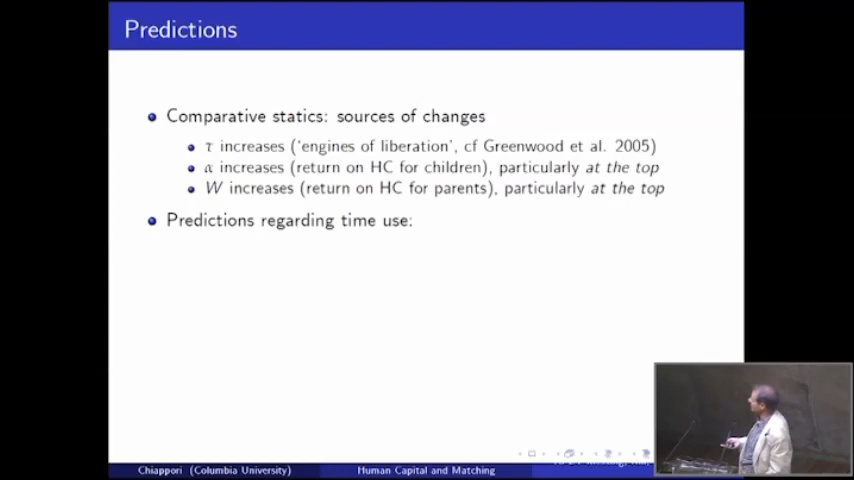 Predictions
Comparative statics: sources of changes
τ increases ('engines of liberation', cf Greenwood et al. 2005)
α increases (return on HC for children), particularly at the top
W increases (return on HC for parents), particularly at the top
Predictions regarding time use:
Chiappori (Columbia University)
Human Capital and Matching